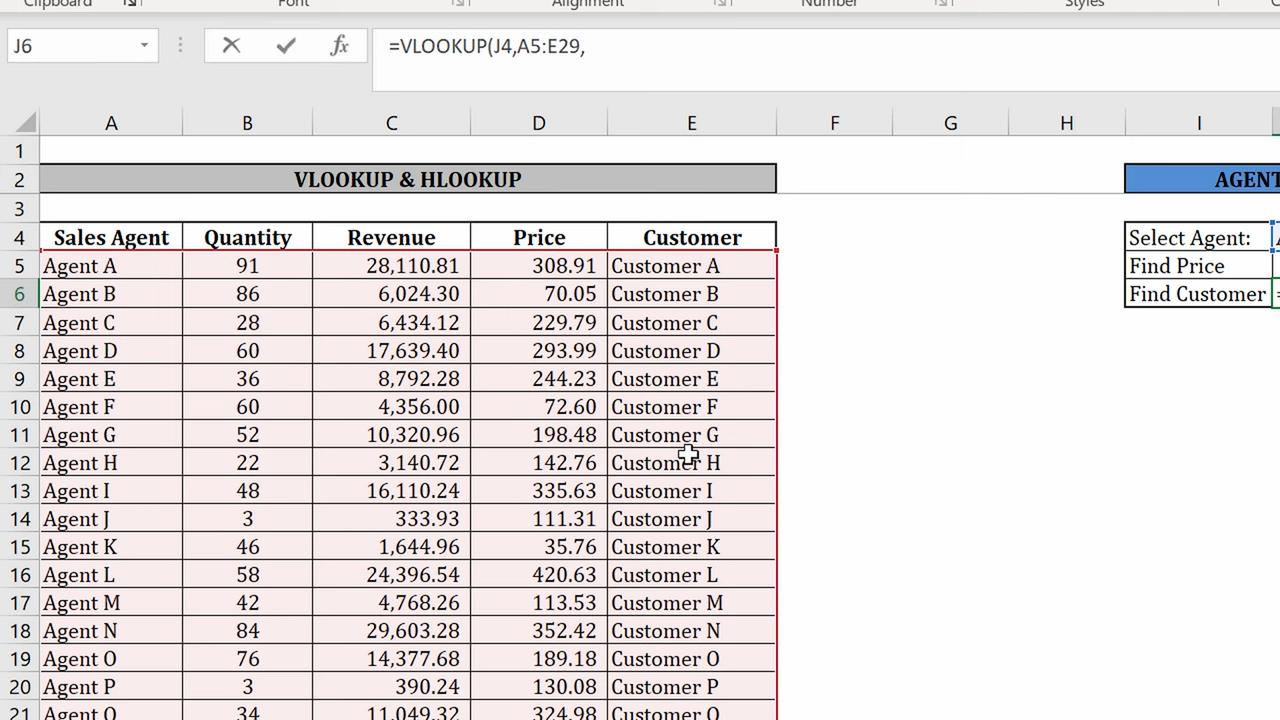 Clipboard Font Alignment Number Styles
J6 fx =VLOOKUP(J4,A5:E29,
A B C D E F G H I
1
2 VLOOKUP & HLOOKUP AGENT
3
4 Sales Agent Quantity Revenue Price Customer Select Agent:
5 Agent A 91 28,110.81 308.91 Customer A Find Price
6 Agent B 86 6,024.30 70.05 Customer B Find Customer =
7 Agent C 28 6,434.12 229.79 Customer C
8 Agent D 60 17,639.40 293.99 Customer D
9 Agent E 36 8,792.28 244.23 Customer E
10 Agent F 60 4,356.00 72.60 Customer F
11 Agent G 52 10,320.96 198.48 Customer G
12 Agent H 22 3,140.72 142.76 Customer H
13 Agent I 48 16,110.24 335.63 Customer I
14 Agent J 3 333.93 111.31 Customer J
15 Agent K 46 1,644.96 35.76 Customer K
16 Agent L 58 24,396.54 420.63 Customer L
17 Agent M 42 4,768.26 113.53 Customer M
18 Agent N 84 29,603.28 352.42 Customer N
19 Agent O 76 14,377.68 189.18 Customer O
20 Agent P 3 390.24 130.08 Customer P
21 Agent Q 34 11,049.32 324.98 Customer Q